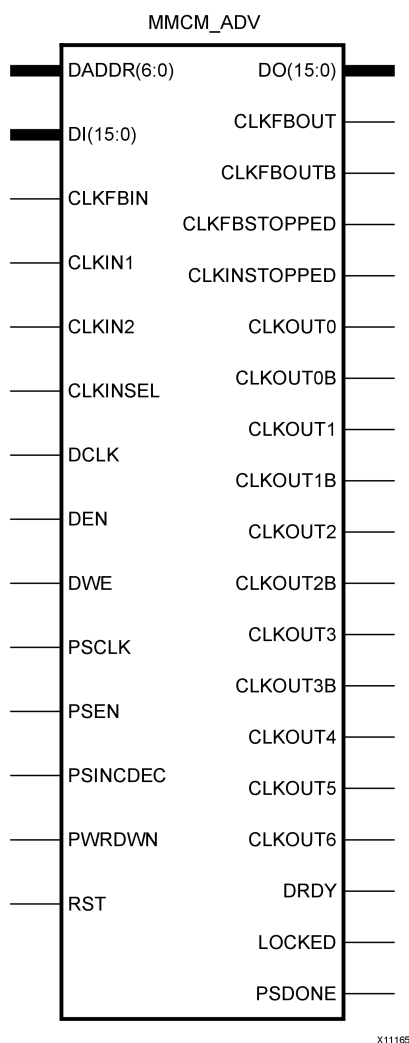 MMCM_ADV
DADDR(6:0)
DI(15:0)
CLKFBIN
CLKIN1
CLKIN2
CLKINSEL
DCLK
DEN
DWE
PSCLK
PSEN
PSINCDEC
PWRDWN
RST
DO(15:0)
CLKFBOUT
CLKFBOUTB
CLKFBSTOPPED
CLKINSTOPPED
CLKOUT0
CLKOUT0B
CLKOUT1
CLKOUT1B
CLKOUT2
CLKOUT2B
CLKOUT3
CLKOUT3B
CLKOUT4
CLKOUT5
CLKOUT6
DRDY
LOCKED
PSDONE
X11165